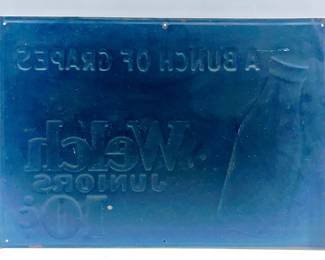 A BUNCH OF GRAPES
Welch
JUNIORS
10¢